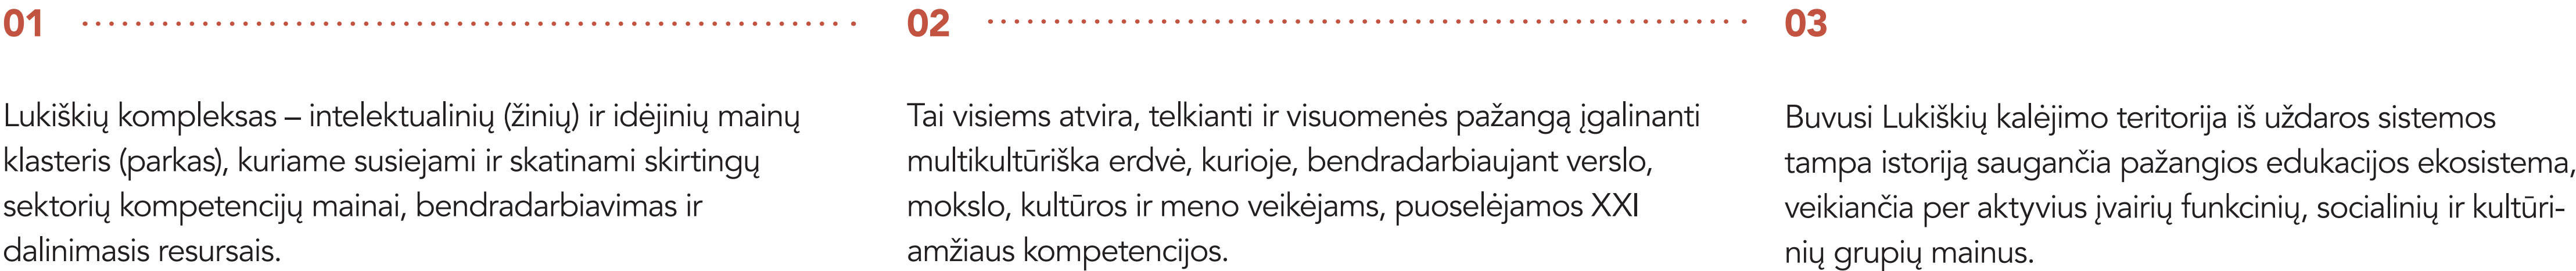 01
Lukiškių kompleksas – intelektualinių (žinių) ir idėjinių mainų
klasteris (parkas), kuriame susiejami ir skatinami skirtingų
sektorių kompetencijų mainai, bendradarbiavimas ir
dalinimasis resursais.
02
Tai visiems atvira, telkianti ir visuomenės pažangą įgalinanti
multikultūriška erdvė, kurioje, bendradarbiaujant verslo,
mokslo, kultūros ir meno veikėjams, puoselėjamos XXI
amžiaus kompetencijos.
03
Buvusi Lukiškių kalėjimo teritorija iš uždaros sistemos
tampa istoriją saugančia pažangios edukacijos ekosistema,
veikiančia per aktyvius įvairių funkcinių, socialinių ir kultūri-
nių grupių mainus.